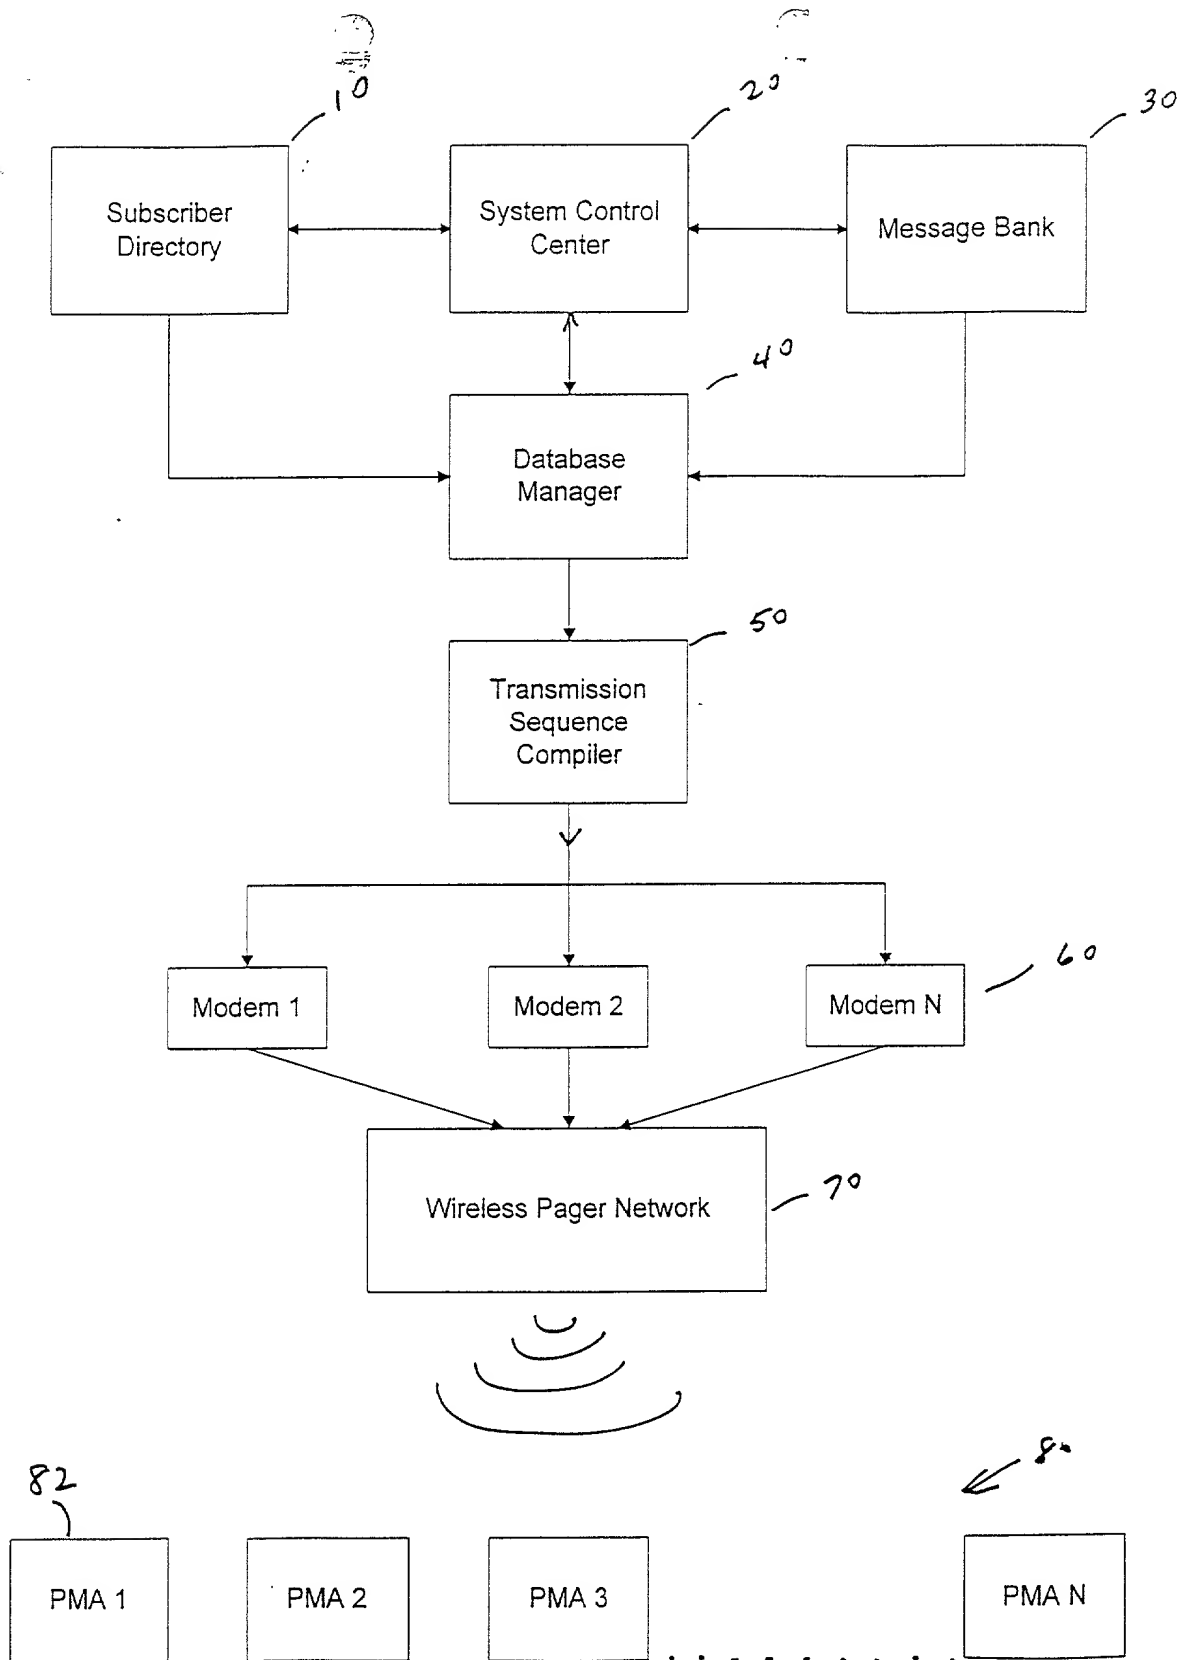 10
20
30
Subscriber
Directory
System Control
Center
Message Bank
40
Database
Manager
50
Transmission
Sequence
Compiler
60
Modem 1
Modem 2
Modem N
70
Wireless Pager Network
80
82
PMA 1
PMA 2
PMA 3
PMA N